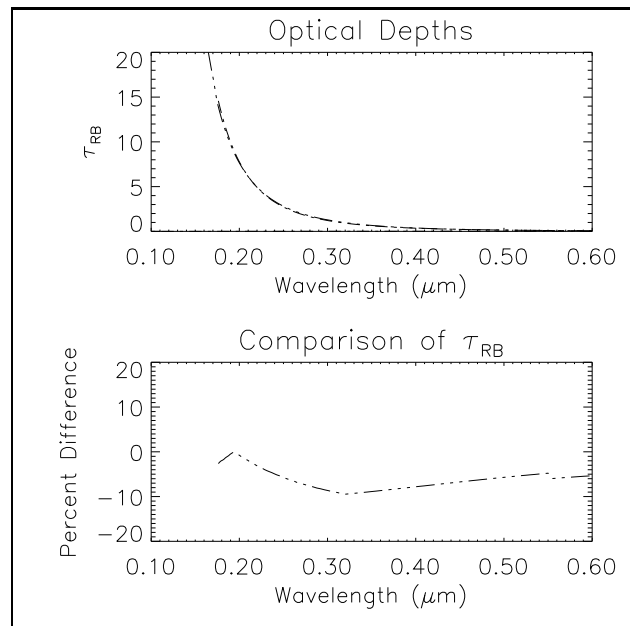 Optical Depths
τRB
20
15
10
5
0
0.10 0.20 0.30 0.40 0.50 0.60
Wavelength (μm)
Comparison of τRB
Percent Difference
20
10
0
−10
−20
0.10 0.20 0.30 0.40 0.50 0.60
Wavelength (μm)